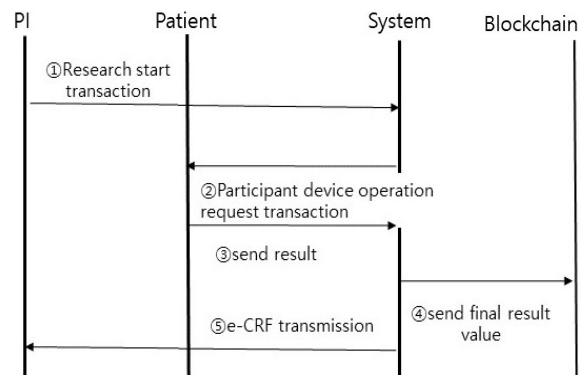 PI
Patient
System
Blockchain
①Research start
transaction
②Participant device operation
request transaction
③send result
④send final result
value
⑤e-CRF transmission